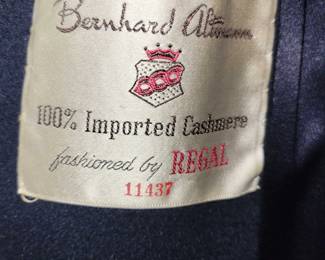 Bernhard Altmann
100% Imported Cashmere
fashioned by REGAL
11437